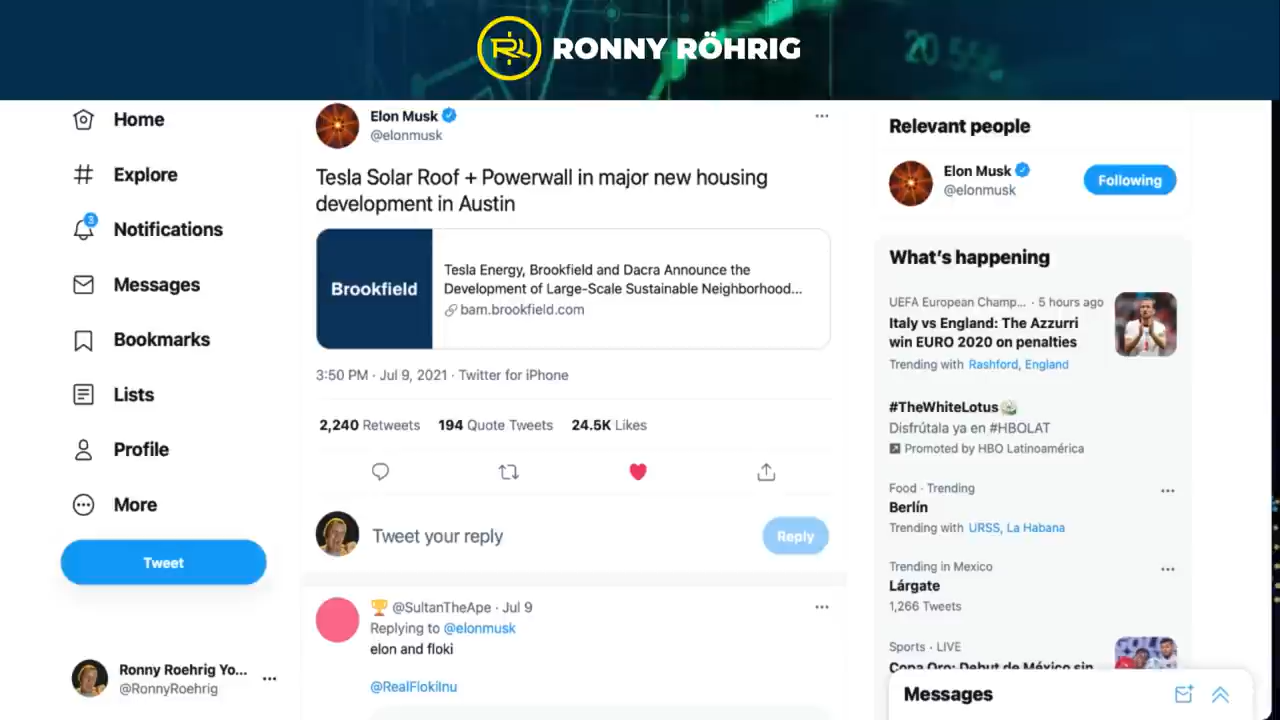 RONNY RÖHRIG
Home
Explore
3
Notifications
Messages
Bookmarks
Lists
Profile
More
Tweet
Ronny Roehrig Yo...
@RonnyRoehrig
Elon Musk
@elonmusk
Tesla Solar Roof + Powerwall in major new housing
development in Austin
Brookfield
Tesla Energy, Brookfield and Dacra Announce the
Development of Large-Scale Sustainable Neighborhood...
bam.brookfield.com
3:50 PM · Jul 9, 2021 · Twitter for iPhone
2,240 Retweets 194 Quote Tweets 24.5K Likes
Tweet your reply
Reply
🏆 @SultanTheApe · Jul 9
Replying to @elonmusk
elon and floki
@RealFlokiInu
Relevant people
Elon Musk
@elonmusk
Following
What's happening
UEFA European Champ... · 5 hours ago
Italy vs England: The Azzurri
win EURO 2020 on penalties
Trending with Rashford, England
#TheWhiteLotus
Disfrútala ya en #HBOLAT
Promoted by HBO Latinoamérica
Food · Trending
Berlín
Trending with URSS, La Habana
Trending in Mexico
Lárgate
1,266 Tweets
Sports · LIVE
Copa Oro: Debut de México sin
Messages